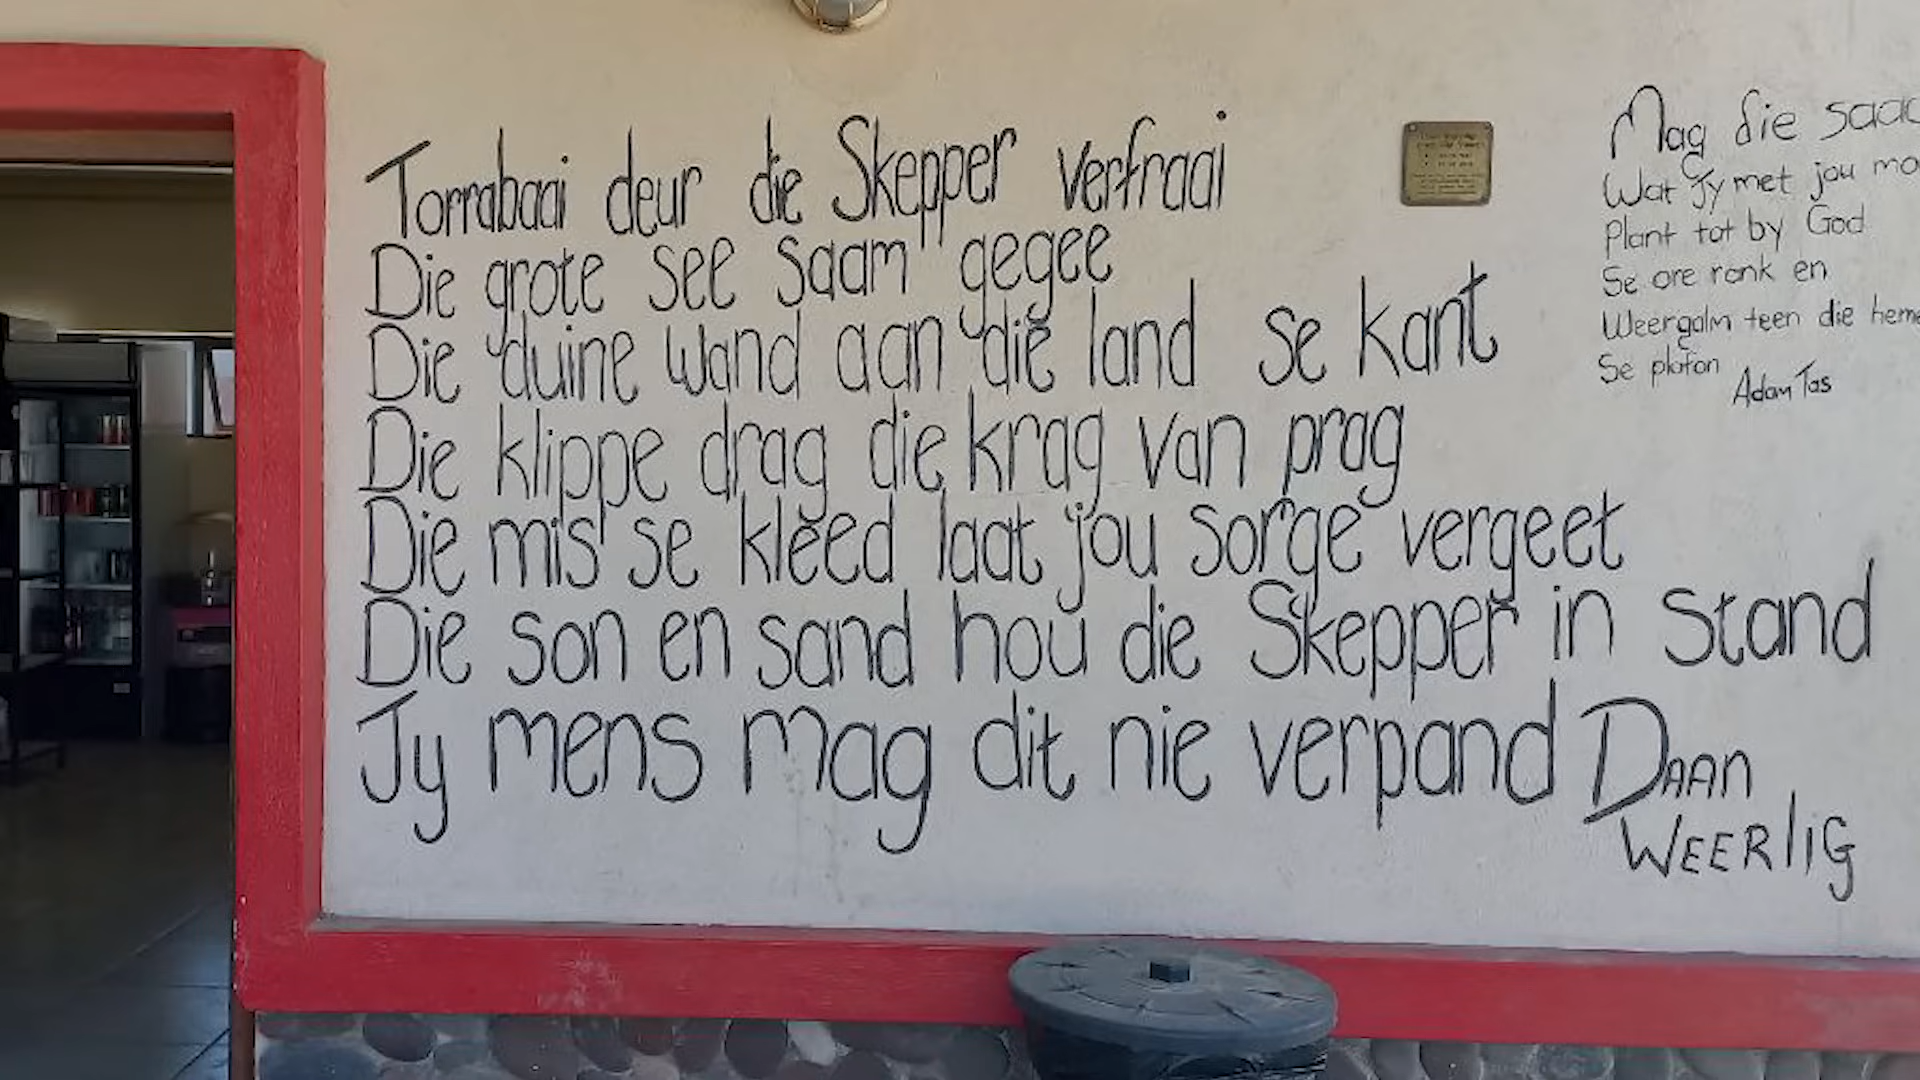 Torrabaai deur die Skepper verfraai
Die grote see saam gegee
Die duine wand aan die land se kant
Die klippe drag die krag van prag
Die mis se kleed laat jou sorge vergeet
Die son en sand hou die Skepper in stand
Jy mens mag dit nie verpand
DAAN
WEERlIG
Mag die saad
Wat Jy met jou mo
Plant tot by God
Se ore rank en
Weergalm teen die heme
Se plafon
Adam Tas